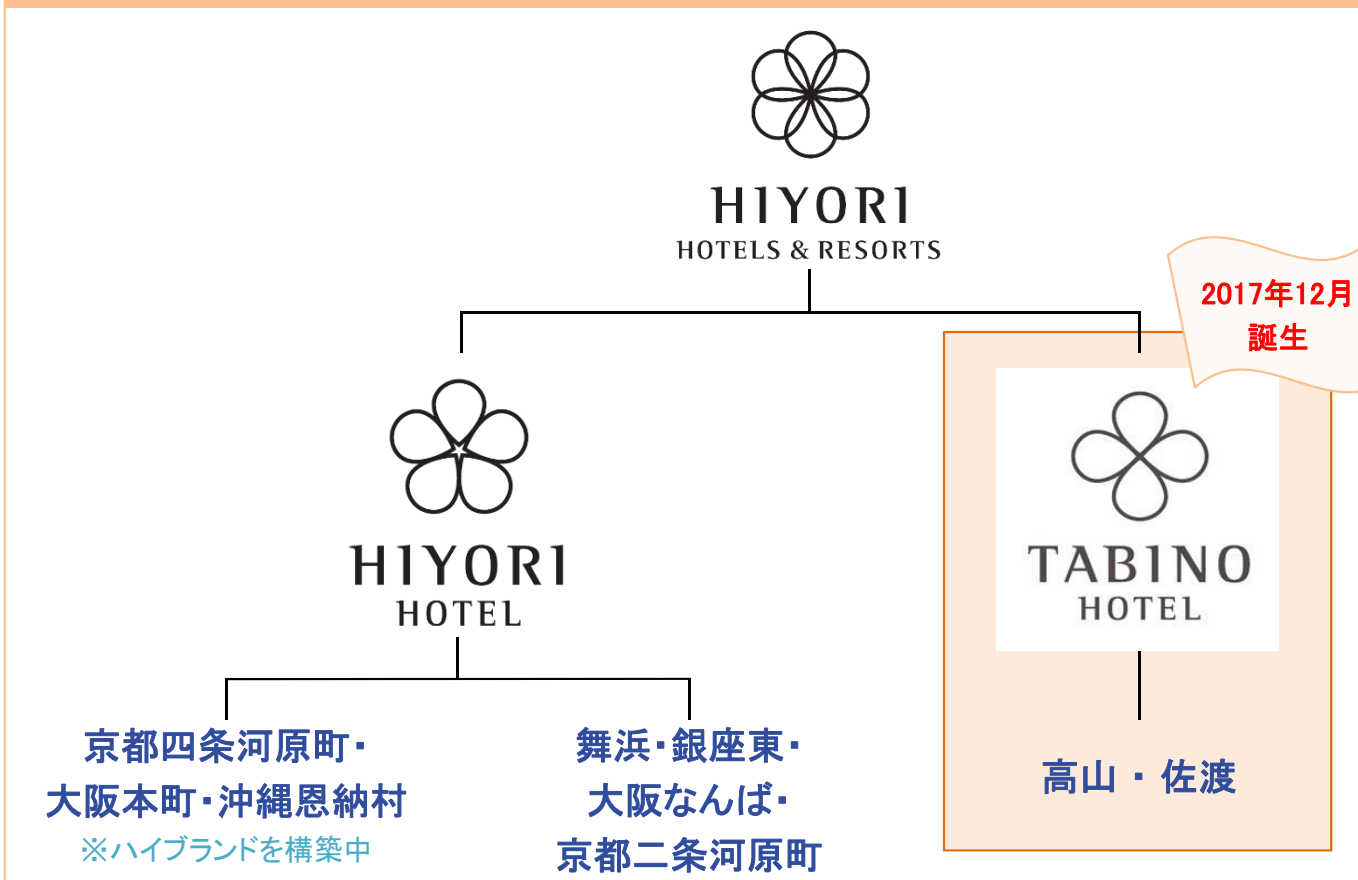 HIYORI
HOTELS & RESORTS
2017年12月
誕生
HIYORI
HOTEL
TABINO
HOTEL
京都四条河原町・
大阪本町・沖縄恩納村
※ハイブランドを構築中
舞浜・銀座東・
大阪なんば・
京都二条河原町
高山 ・ 佐渡